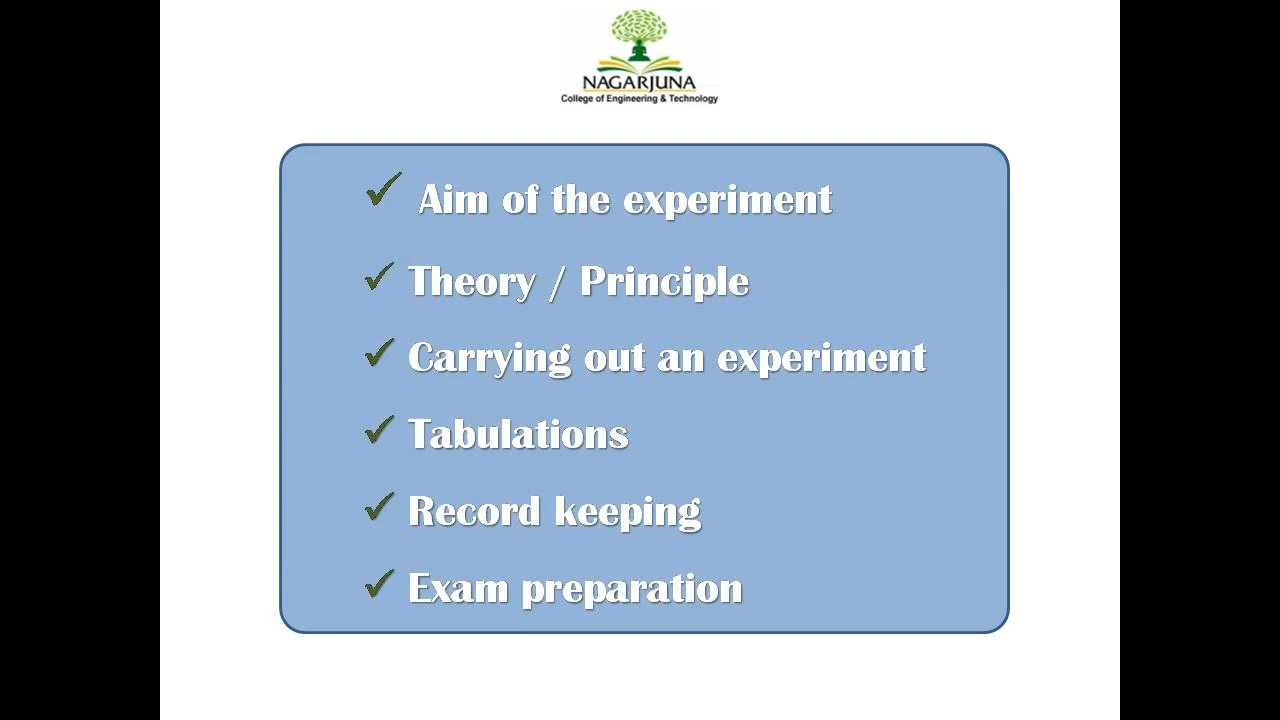 NAGARJUNA
College of Engineering & Technology
Aim of the experiment
Theory / Principle
Carrying out an experiment
Tabulations
Record keeping
Exam preparation